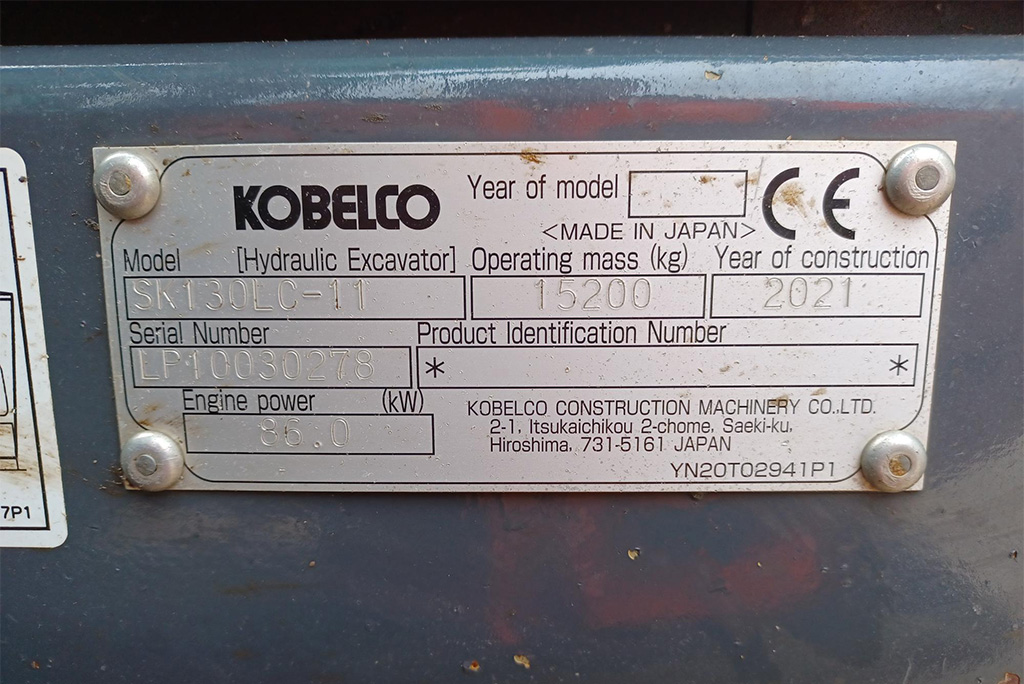 KOBELCO
Year of model
CE
<MADE IN JAPAN>
Model [Hydraulic Excavator] Operating mass (kg) Year of construction
SK130LC-11 15200 2021
Serial Number Product Identification Number
LP10030278 * *
Engine power (kW)
86.0
KOBELCO CONSTRUCTION MACHINERY CO.,LTD.
2-1, Itsukaichikou 2-chome, Saeki-ku,
Hiroshima, 731-5161 JAPAN
YN20T02941P1
7P1